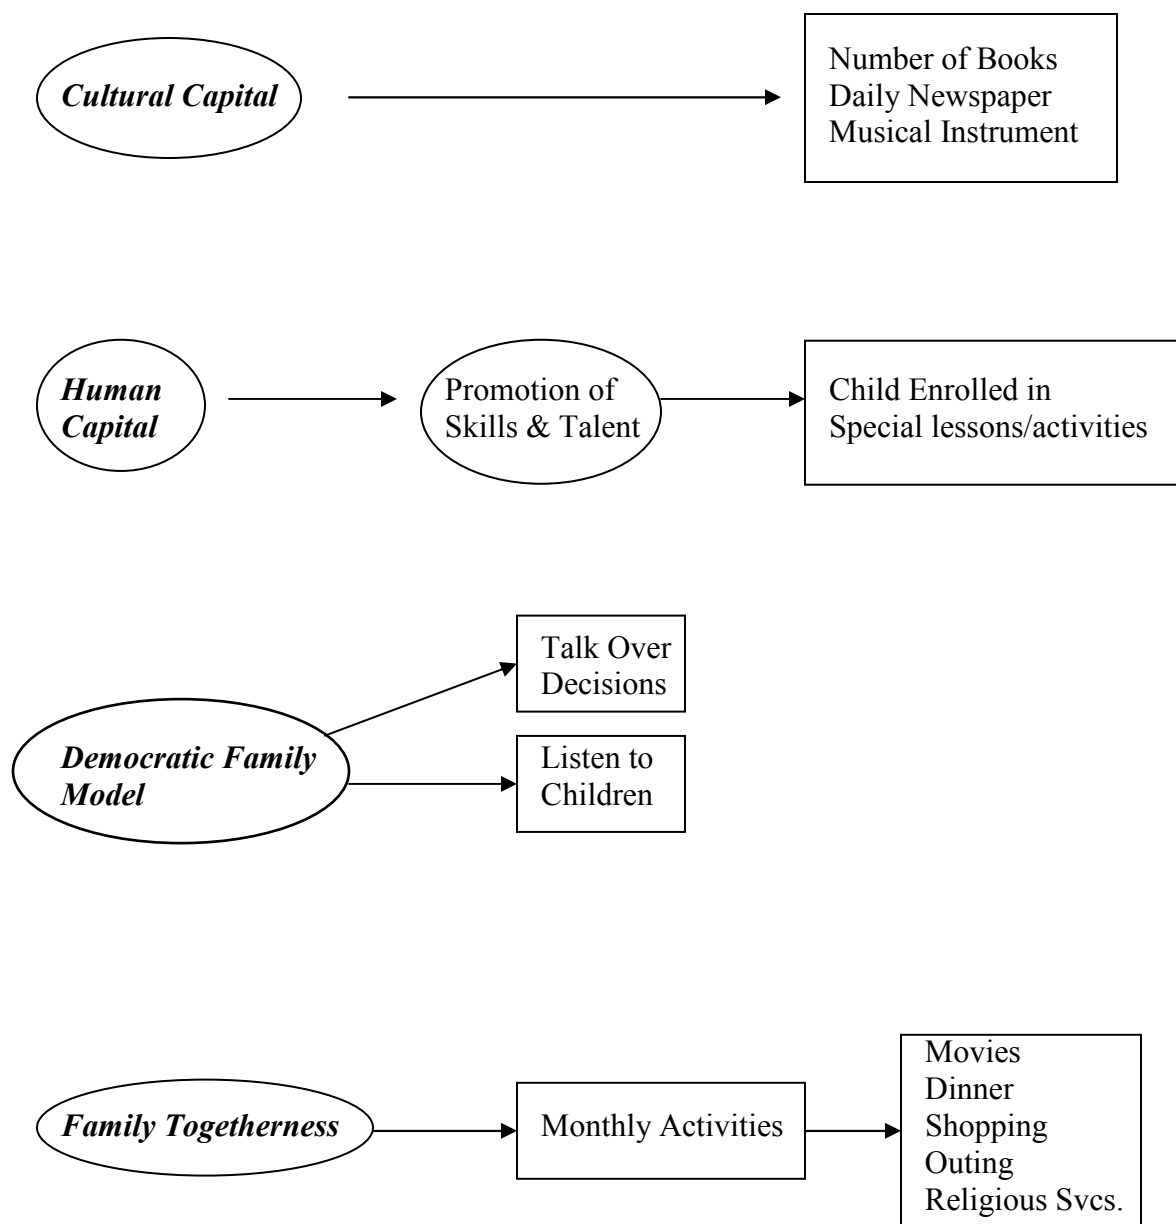 Cultural Capital
Number of Books
Daily Newspaper
Musical Instrument
Human
Capital
Promotion of
Skills & Talent
Child Enrolled in
Special lessons/activities
Talk Over
Decisions
Democratic Family
Model
Listen to
Children
Family Togetherness
Monthly Activities
Movies
Dinner
Shopping
Outing
Religious Svcs.